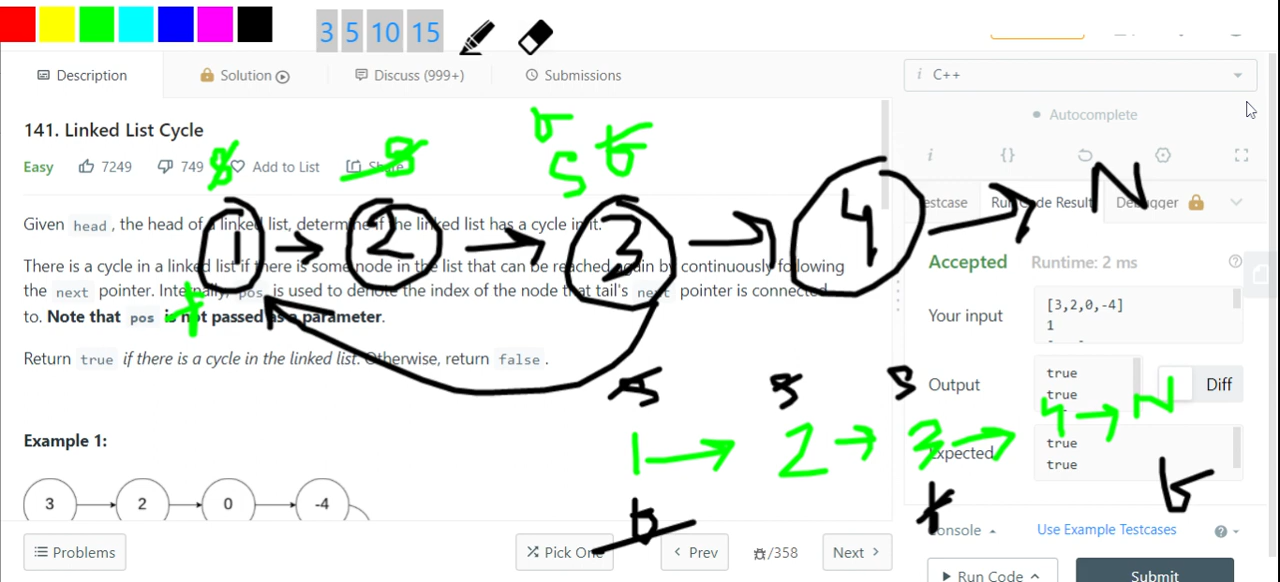 3 5 10 15
Description
Solution
Discuss (999+)
Submissions
i C++
Autocomplete
141. Linked List Cycle
Easy 7249 749 Add to List Share
i {}
S S F S F
N
Testcase Run Code Result Debugger
Given head, the head of a linked list, determine if the linked list has a cycle in it.
1 → 2 → 3 → 4 → N
There is a cycle in a linked list if there is some node in the list that can be reached again by continuously following
the next pointer. Internally, pos is used to denote the index of the node that tail's next pointer is connected
to. Note that pos is not passed as a parameter.
Return true if there is a cycle in the linked list. Otherwise, return false.
Accepted Runtime: 2 ms
Your input
[3,2,0,-4]
1
Output
true
true
Diff
Expected
true
true
S S S
1 → 2 → 3 → 4 → N
Example 1:
3 2 0 -4
Console
Use Example Testcases
Problems
Pick One
Prev
/358
Next
Run Code
Submit